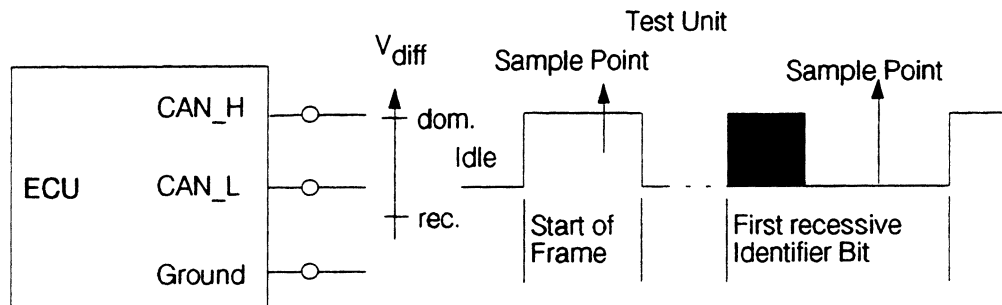 Test Unit
V diff
Sample Point
Sample Point
CAN_H
dom.
Idle
ECU
CAN_L
rec.
Start of
Frame
First recessive
Identifier Bit
Ground